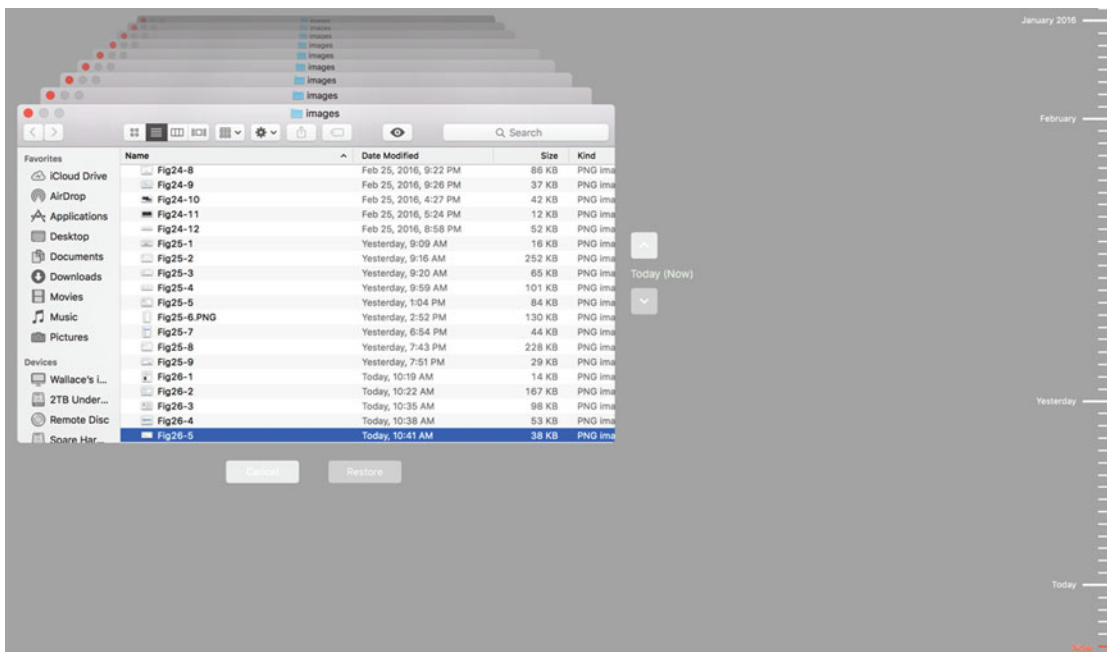 January 2016
images
images
images
images
images
images
images
images
February
Search
Favorites
Name Date Modified Size Kind
iCloud Drive
Fig24-8 Feb 25, 2016, 9:22 PM 86 KB PNG ima
Fig24-9 Feb 25, 2016, 9:26 PM 37 KB PNG ima
AirDrop
Fig24-10 Feb 25, 2016, 4:27 PM 42 KB PNG ima
Applications
Fig24-11 Feb 25, 2016, 5:24 PM 12 KB PNG ima
Fig24-12 Feb 25, 2016, 8:58 PM 52 KB PNG ima
Desktop
Fig25-1 Yesterday, 9:09 AM 16 KB PNG ima
Documents
Fig25-2 Yesterday, 9:16 AM 252 KB PNG ima
Downloads
Fig25-3 Yesterday, 9:20 AM 65 KB PNG ima
Today (Now)
Fig25-4 Yesterday, 9:59 AM 101 KB PNG ima
Movies
Fig25-5 Yesterday, 1:04 PM 84 KB PNG ima
Music
Fig25-6.PNG Yesterday, 2:52 PM 130 KB PNG ima
Pictures
Fig25-7 Yesterday, 6:54 PM 44 KB PNG ima
Fig25-8 Yesterday, 7:43 PM 228 KB PNG ima
Devices
Fig25-9 Yesterday, 7:51 PM 29 KB PNG ima
Wallace's i...
Fig26-1 Today, 10:19 AM 14 KB PNG ima
Fig26-2 Today, 10:22 AM 167 KB PNG ima
2TB Under...
Fig26-3 Today, 10:35 AM 98 KB PNG ima
Yesterday
Remote Disc
Fig26-4 Today, 10:38 AM 53 KB PNG ima
Spare Har...
Fig26-5 Today, 10:41 AM 38 KB PNG ima
Cancel Restore
Today
Now